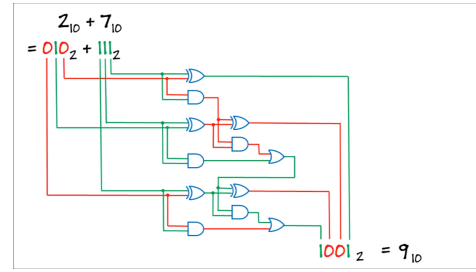 2₁₀ + 7₁₀
= 010₂ + 111₂
1001₂ = 9₁₀